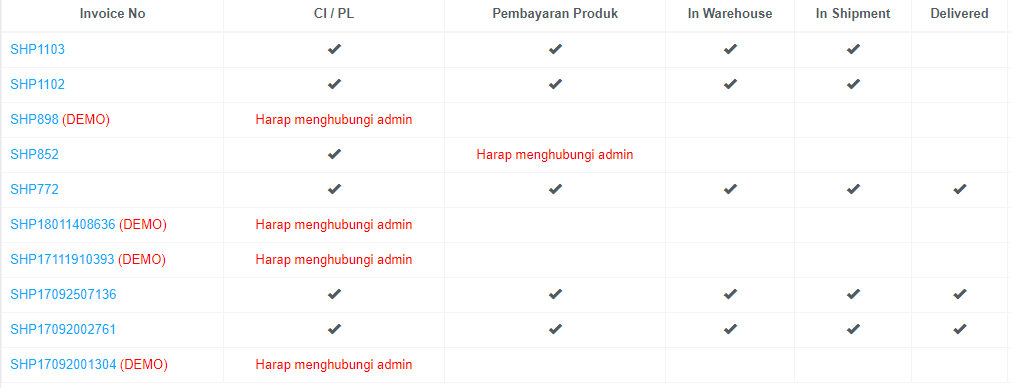 Invoice No CI / PL Pembayaran Produk In Warehouse In Shipment Delivered
SHP1103 ✔ ✔ ✔ ✔
SHP1102 ✔ ✔ ✔ ✔
SHP898 (DEMO) Harap menghubungi admin
SHP852 ✔ Harap menghubungi admin
SHP772 ✔ ✔ ✔ ✔ ✔
SHP18011408636 (DEMO) Harap menghubungi admin
SHP17111910393 (DEMO) Harap menghubungi admin
SHP17092507136 ✔ ✔ ✔ ✔ ✔
SHP17092002761 ✔ ✔ ✔ ✔ ✔
SHP17092001304 (DEMO) Harap menghubungi admin